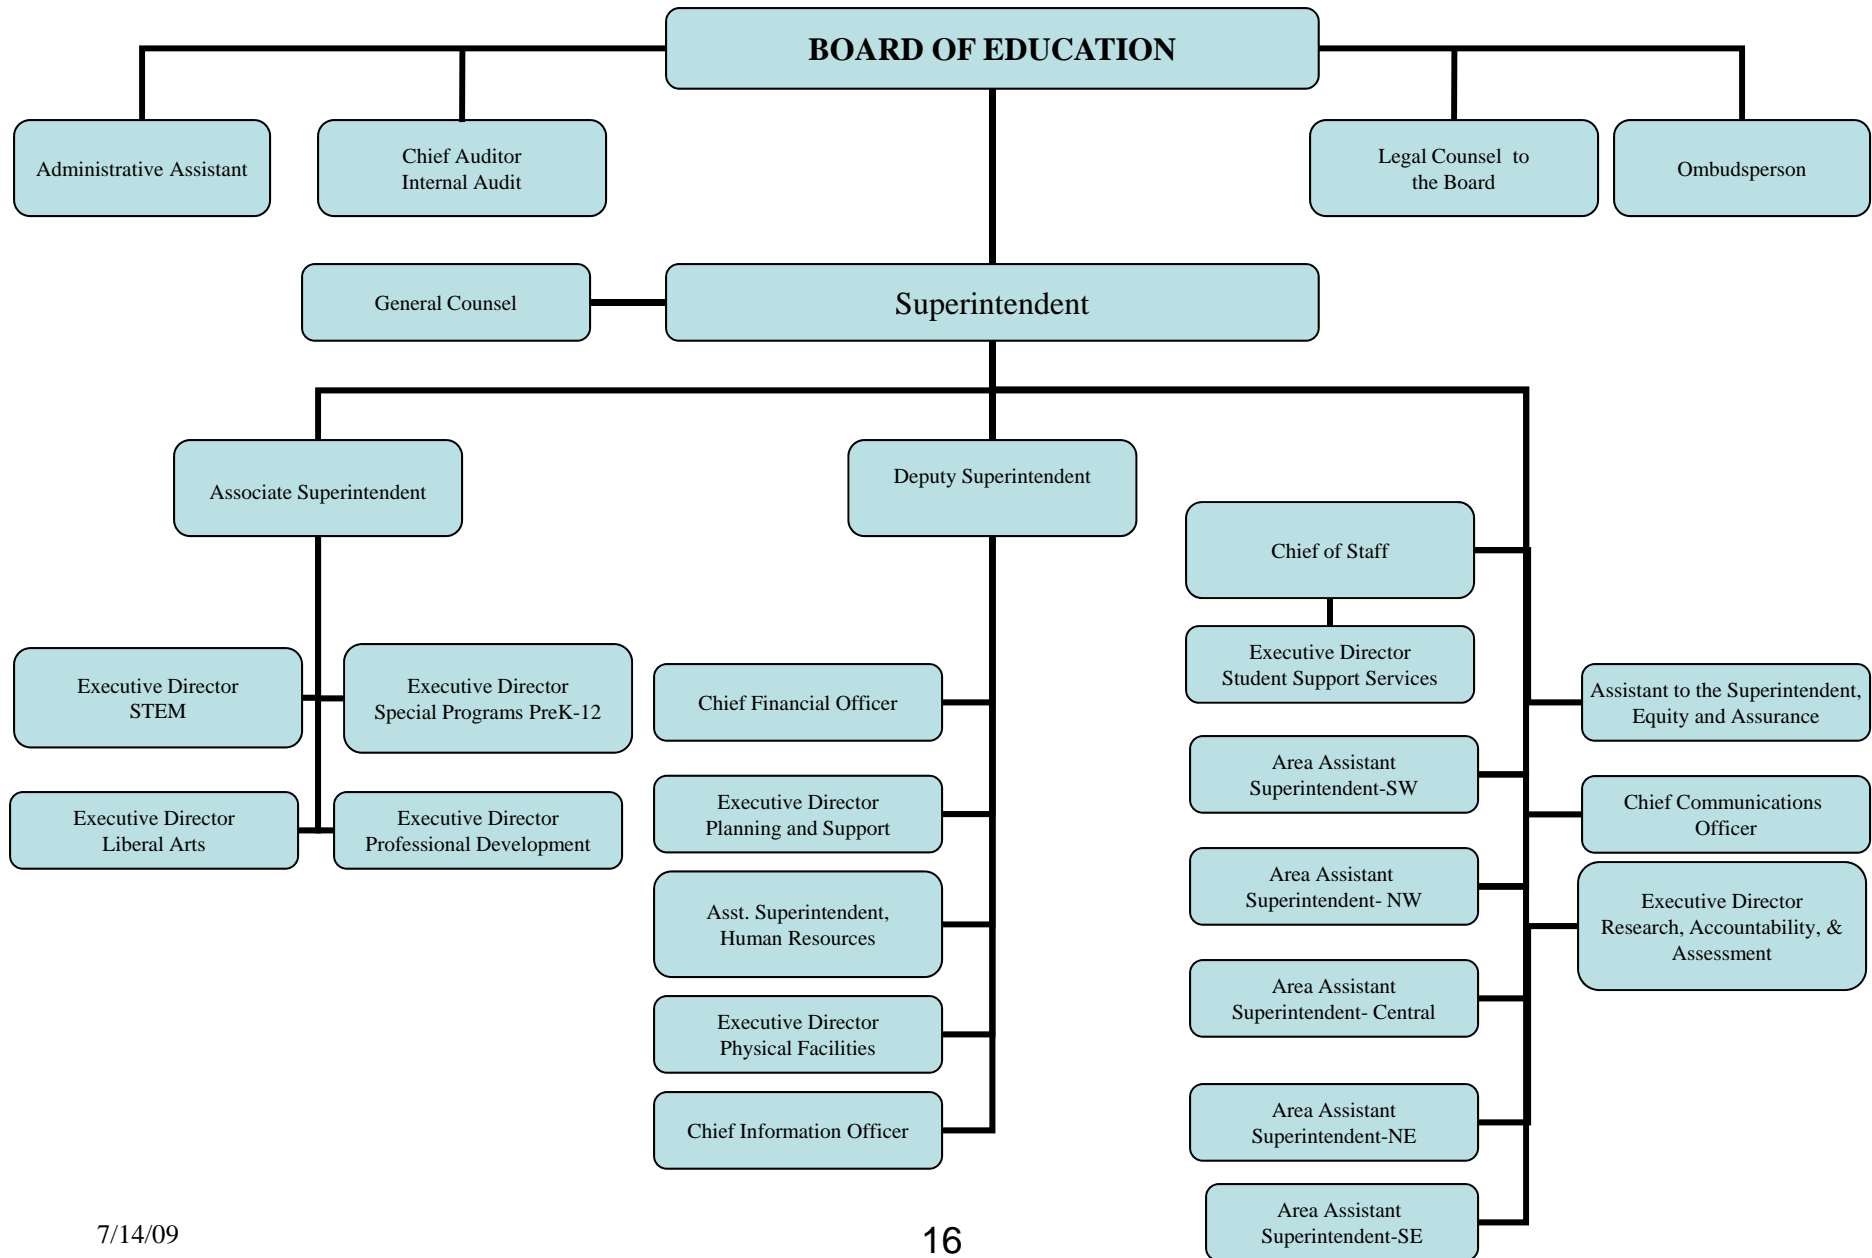 BOARD OF EDUCATION
Administrative Assistant
Chief Auditor
Internal Audit
Legal Counsel to
the Board
Ombudsperson
General Counsel
Superintendent
Associate Superintendent
Deputy Superintendent
Chief of Staff
Executive Director
Student Support Services
Executive Director
STEM
Executive Director
Special Programs PreK-12
Executive Director
Liberal Arts
Executive Director
Professional Development
Chief Financial Officer
Executive Director
Planning and Support
Asst. Superintendent,
Human Resources
Executive Director
Physical Facilities
Chief Information Officer
Area Assistant
Superintendent-SW
Area Assistant
Superintendent- NW
Area Assistant
Superintendent- Central
Area Assistant
Superintendent-NE
Area Assistant
Superintendent-SE
Assistant to the Superintendent,
Equity and Assurance
Chief Communications
Officer
Executive Director
Research, Accountability, &
Assessment
7/14/09
16